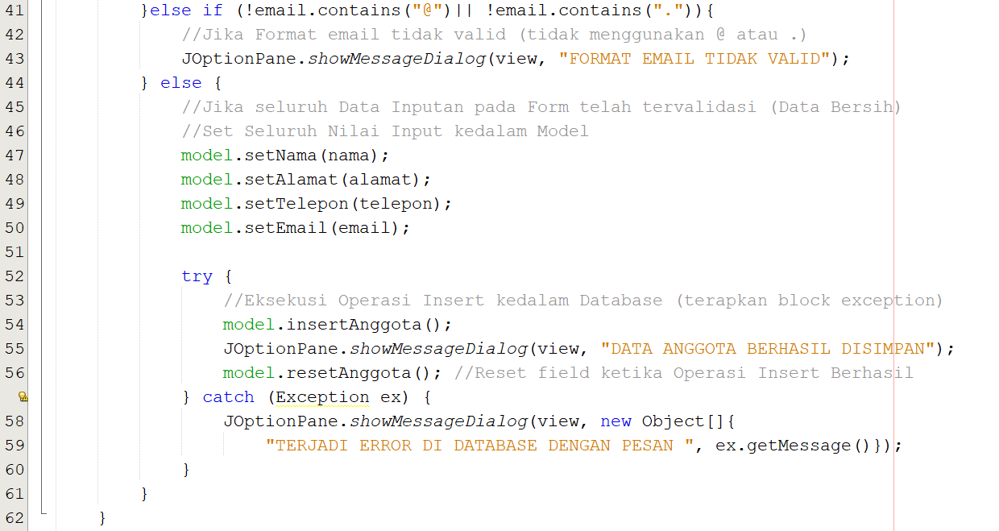 41 }else if (!email.contains("@")|| !email.contains(".")){
42 //Jika Format email tidak valid (tidak menggunakan @ atau .)
43 JOptionPane.showMessageDialog(view, "FORMAT EMAIL TIDAK VALID");
44 } else {
45 //Jika seluruh Data Inputan pada Form telah tervalidasi (Data Bersih)
46 //Set Seluruh Nilai Input kedalam Model
47 model.setNama(nama);
48 model.setAlamat(alamat);
49 model.setTelepon(telepon);
50 model.setEmail(email);
51
52 try {
53 //Eksekusi Operasi Insert kedalam Database (terapkan block exception)
54 model.insertAnggota();
55 JOptionPane.showMessageDialog(view, "DATA ANGGOTA BERHASIL DISIMPAN");
56 model.resetAnggota(); //Reset field ketika Operasi Insert Berhasil
} catch (Exception ex) {
58 JOptionPane.showMessageDialog(view, new Object[]{
59 "TERJADI ERROR DI DATABASE DENGAN PESAN ", ex.getMessage()});
60 }
61 }
62 }